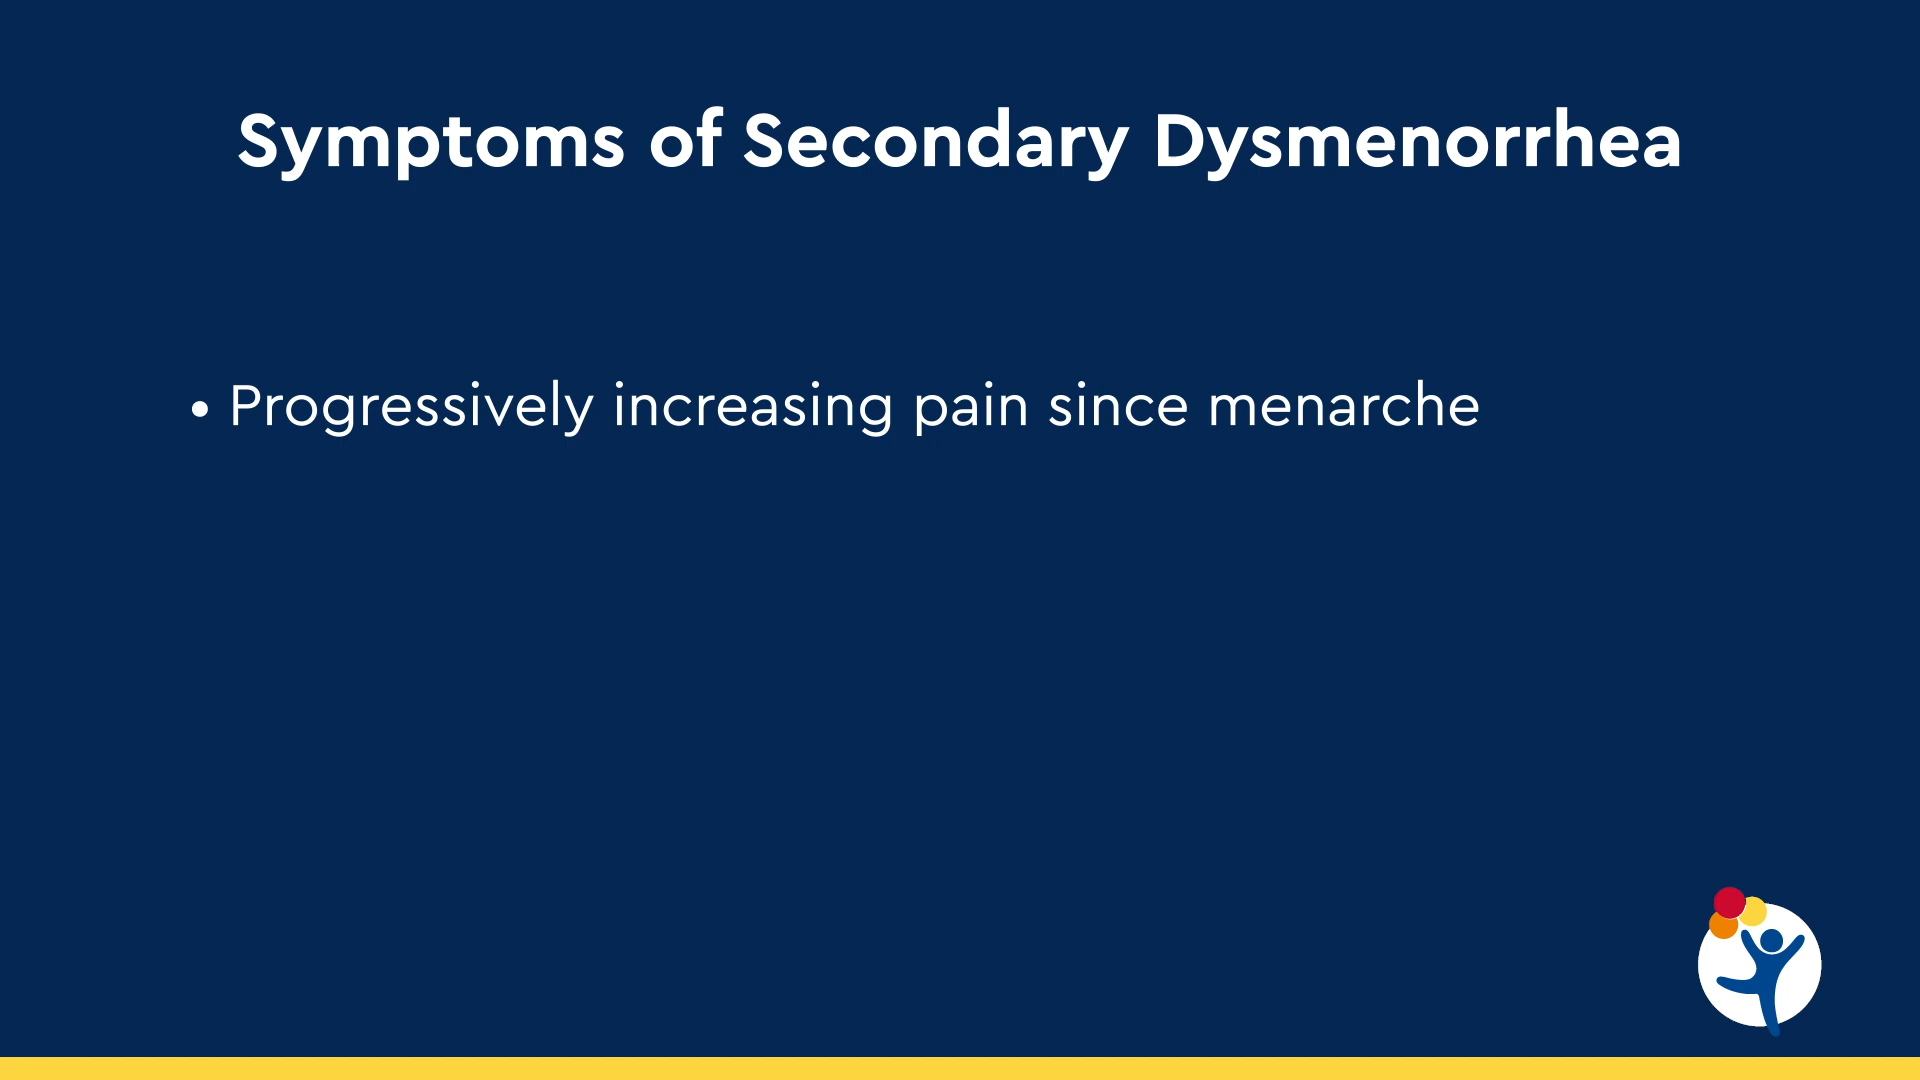 Symptoms of Secondary Dysmenorrhea
• Progressively increasing pain since menarche